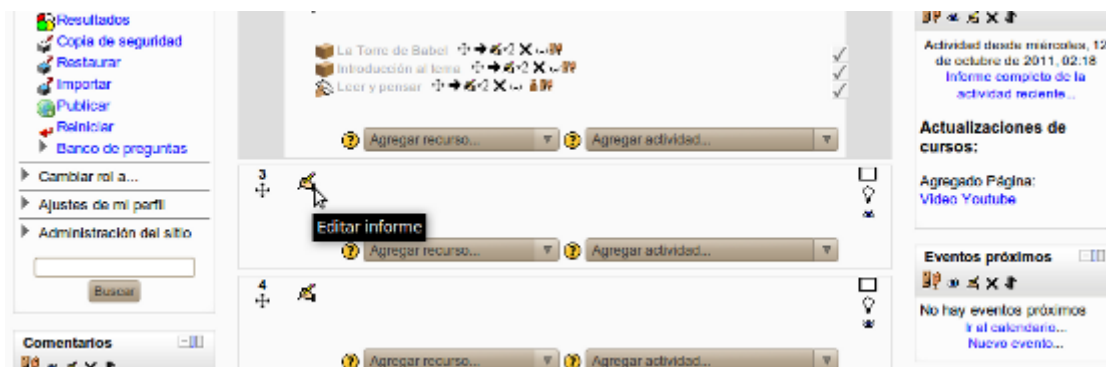 Resultados
Copia de seguridad
Restaurar
Importar
Publicar
Reiniciar
Banco de preguntas
Cambiar rol a...
Ajustes de mi perfil
Administración del sitio
Buscar
Comentarios
La Torre de Babel
Introducción al tema
Leer y pensar
Agregar recurso... Agregar actividad...
3
Editar informe
Agregar recurso... Agregar actividad...
4
Agregar recurso... Agregar actividad...
Actividad desde miércoles, 12
de octubre de 2011, 02:18
Informe completo de la
actividad reciente...
Actualizaciones de
cursos:
Agregado Página:
Video Youtube
Eventos próximos
No hay eventos próximos
Ir al calendario...
Nuevo evento...